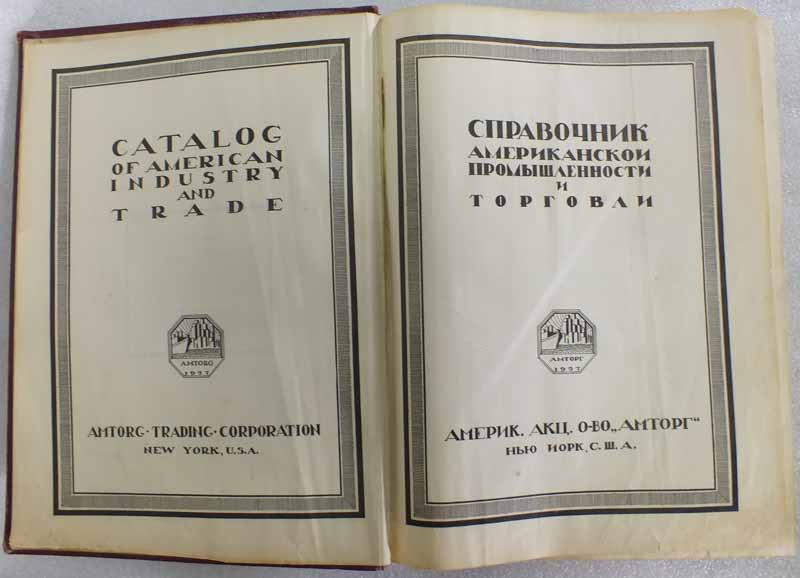 CATALOG
OF AMERICAN
INDUSTRY
AND
TRADE
AMTORG
1927
AMTORG · TRADING · CORPORATION
NEW YORK, U.S.A.
СПРАВОЧНИК
АМЕРИКАНСКОЙ
ПРОМЫШЛЕННОСТИ
И
ТОРГОВЛИ
АМТОРГ
1927
АМЕРИК. АКЦ. О-ВО „АМТОРГ"
НЬЮ ИОРК, С. Ш. А.